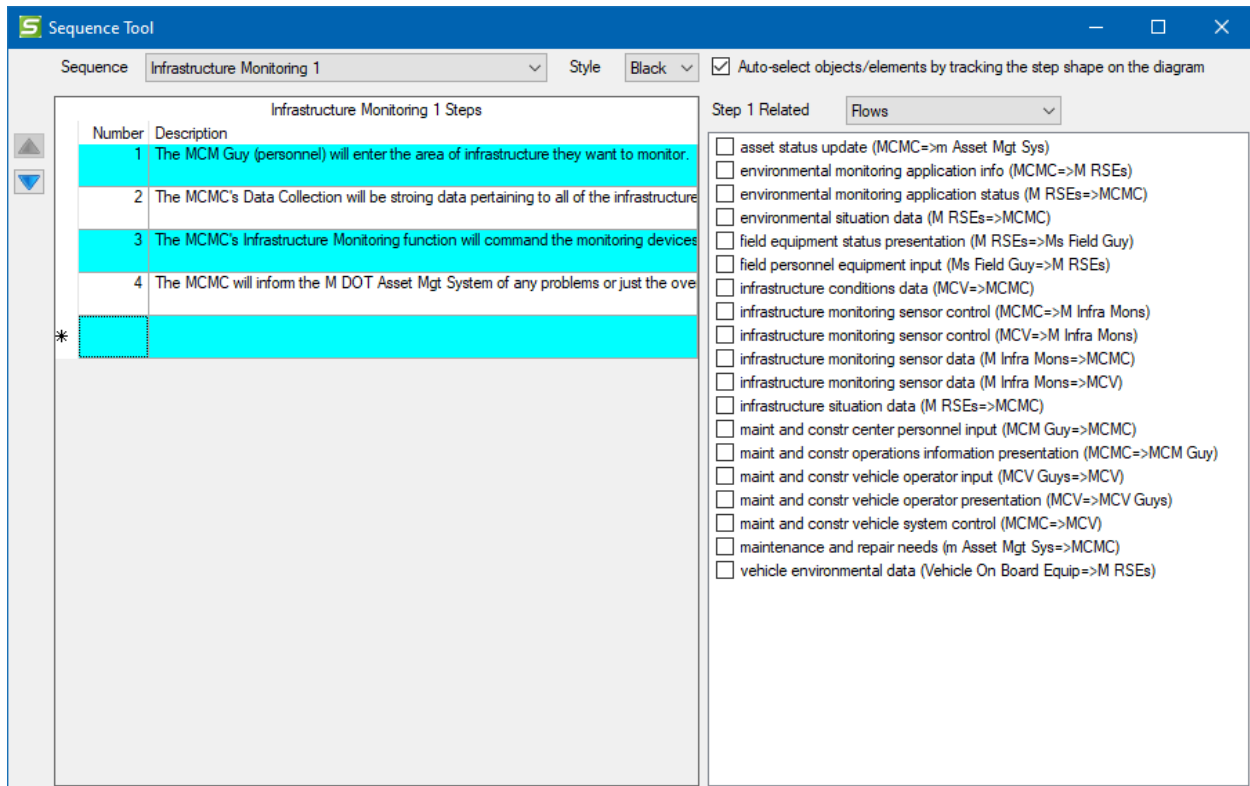 Sequence Tool
Sequence Infrastructure Monitoring 1 Style Black Auto-select objects/elements by tracking the step shape on the diagram
Infrastructure Monitoring 1 Steps
Number Description
1 The MCM Guy (personnel) will enter the area of infrastructure they want to monitor.
2 The MCMC's Data Collection will be stroing data pertaining to all of the infrastructure
3 The MCMC's Infrastructure Monitoring function will command the monitoring devices
4 The MCMC will inform the M DOT Asset Mgt System of any problems or just the ove
*
Step 1 Related Flows
asset status update (MCMC=>m Asset Mgt Sys)
environmental monitoring application info (MCMC=>M RSEs)
environmental monitoring application status (M RSEs=>MCMC)
environmental situation data (M RSEs=>MCMC)
field equipment status presentation (M RSEs=>Ms Field Guy)
field personnel equipment input (Ms Field Guy=>M RSEs)
infrastructure conditions data (MCV=>MCMC)
infrastructure monitoring sensor control (MCMC=>M Infra Mons)
infrastructure monitoring sensor control (MCV=>M Infra Mons)
infrastructure monitoring sensor data (M Infra Mons=>MCMC)
infrastructure monitoring sensor data (M Infra Mons=>MCV)
infrastructure situation data (M RSEs=>MCMC)
maint and constr center personnel input (MCM Guy=>MCMC)
maint and constr operations information presentation (MCMC=>MCM Guy)
maint and constr vehicle operator input (MCV Guys=>MCV)
maint and constr vehicle operator presentation (MCV=>MCV Guys)
maint and constr vehicle system control (MCMC=>MCV)
maintenance and repair needs (m Asset Mgt Sys=>MCMC)
vehicle environmental data (Vehicle On Board Equip=>M RSEs)